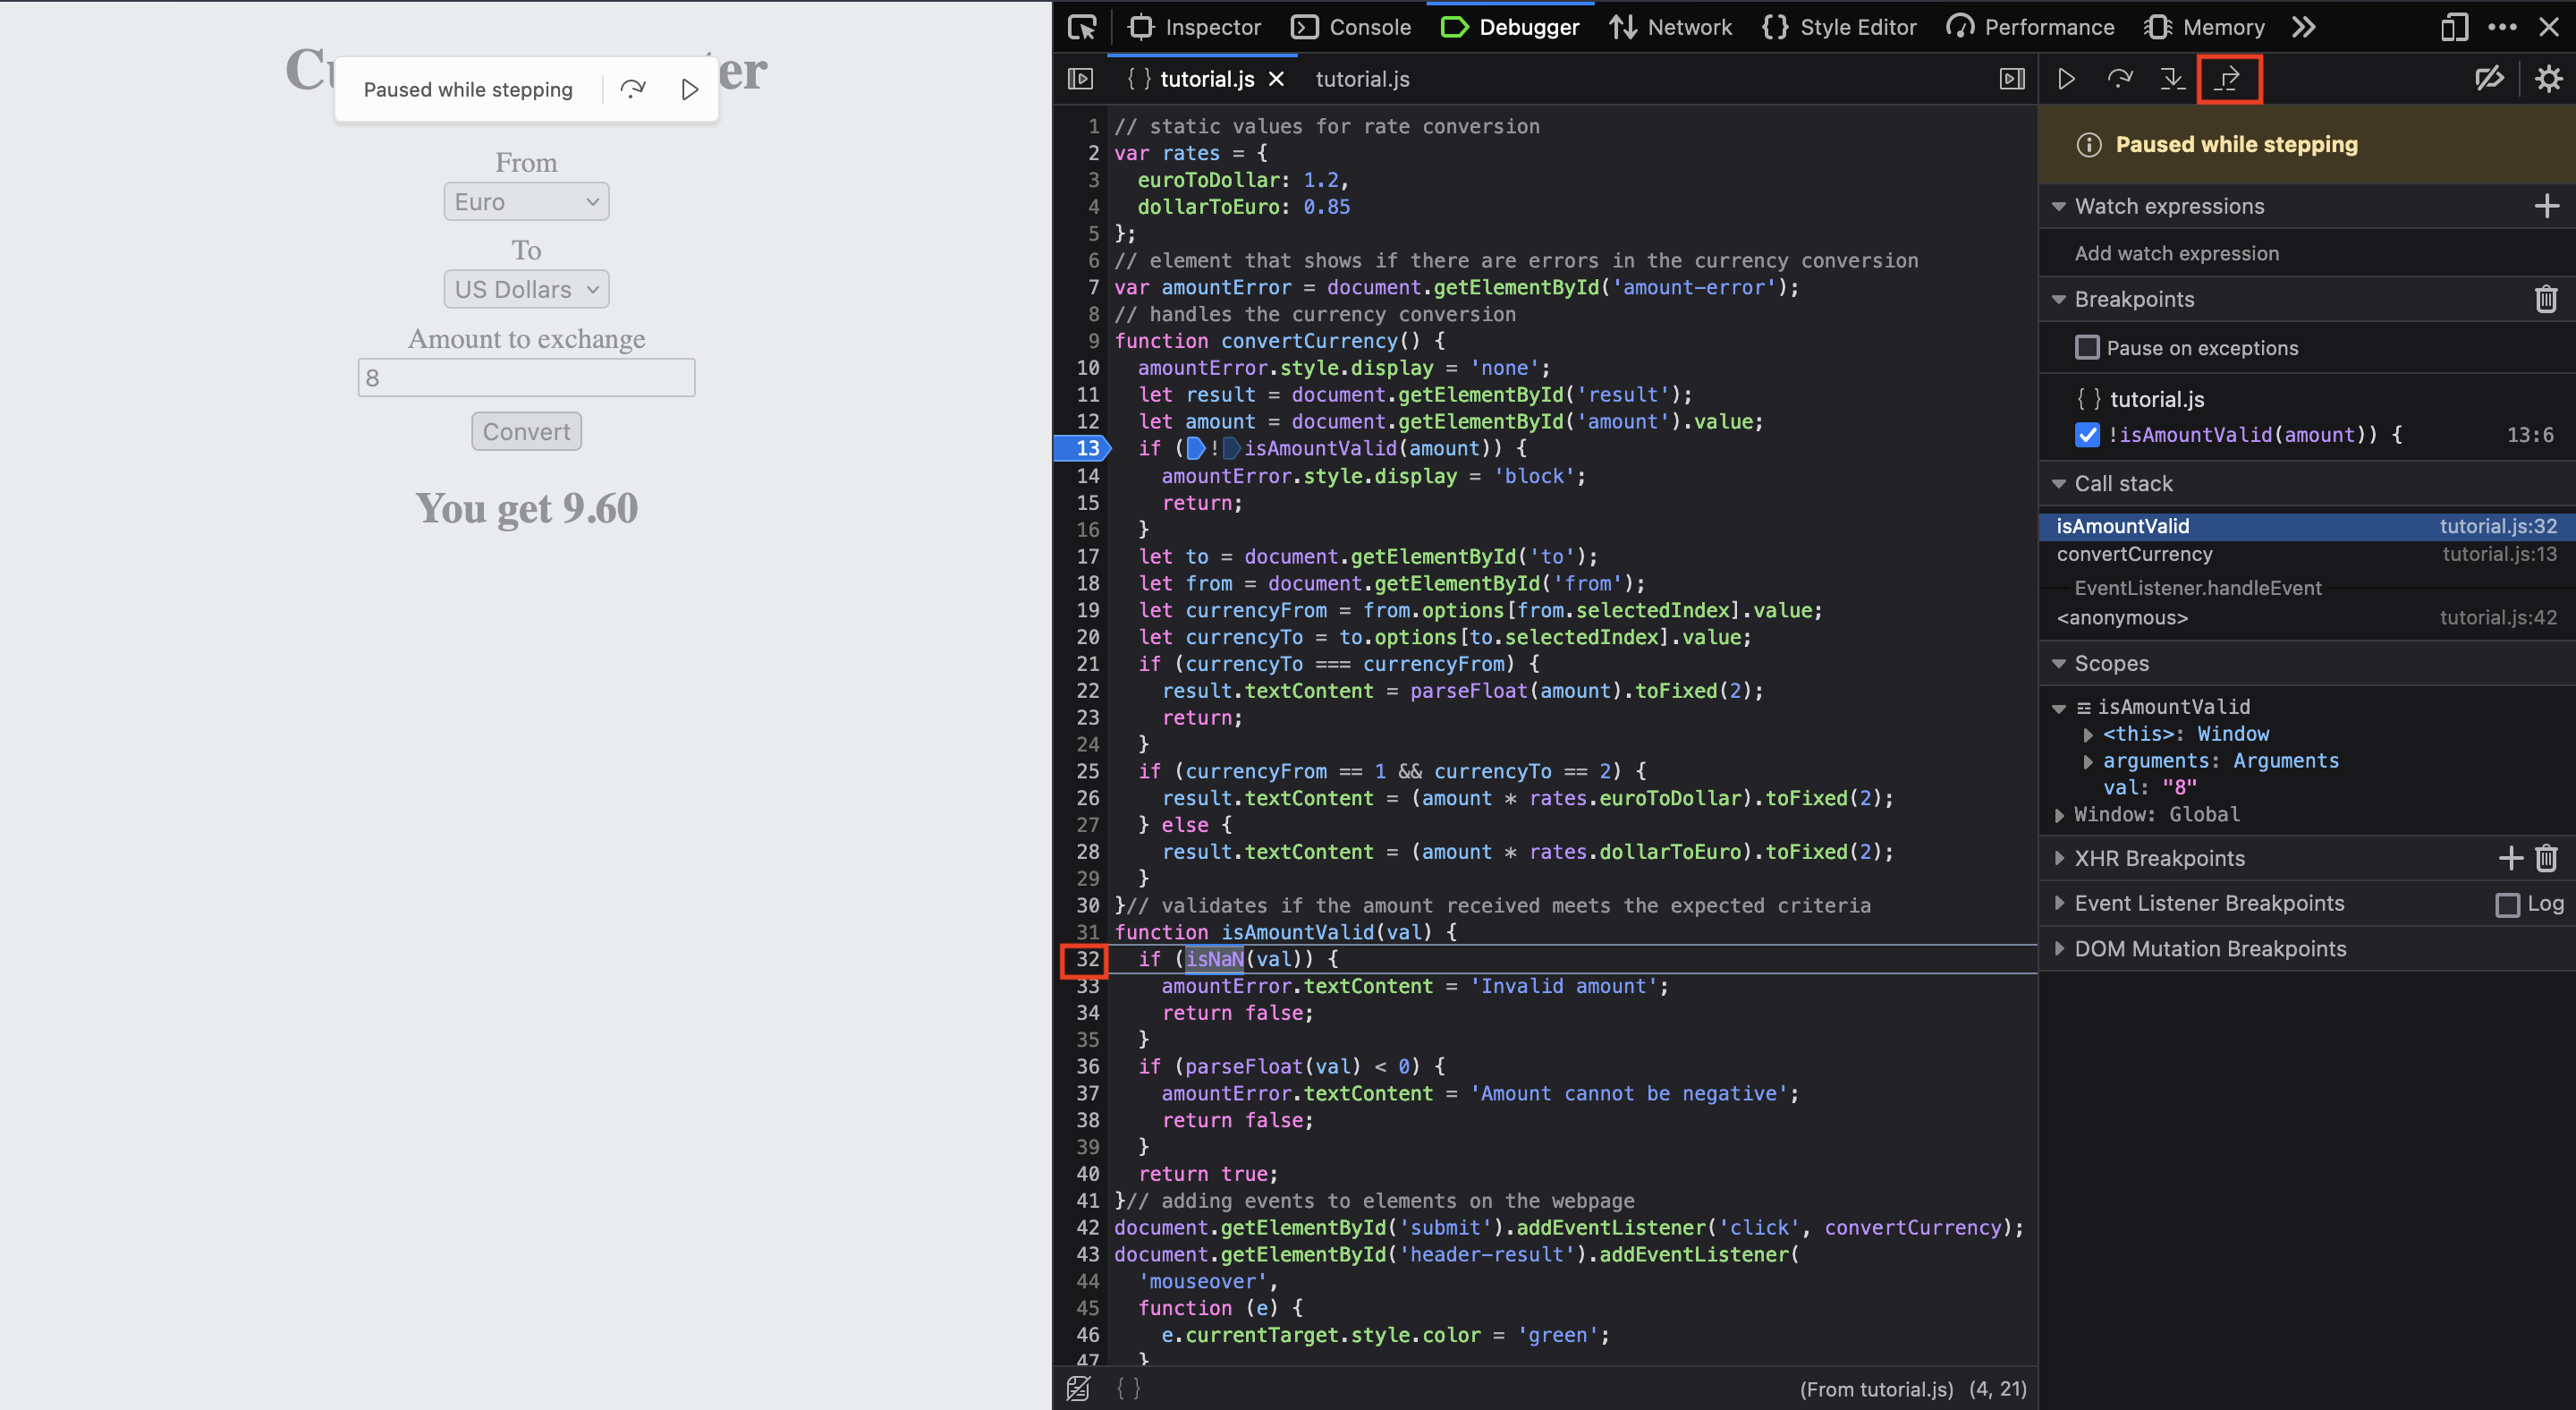 Paused while stepping
From
Euro
To
US Dollars
Amount to exchange
8
Convert
You get 9.60
Inspector Console Debugger Network Style Editor Performance Memory
{ } tutorial.js tutorial.js
1 // static values for rate conversion
2 var rates = {
3 euroToDollar: 1.2,
4 dollarToEuro: 0.85
5 };
6 // element that shows if there are errors in the currency conversion
7 var amountError = document.getElementById('amount-error');
8 // handles the currency conversion
9 function convertCurrency() {
10 amountError.style.display = 'none';
11 let result = document.getElementById('result');
12 let amount = document.getElementById('amount').value;
13 if (!isAmountValid(amount)) {
14 amountError.style.display = 'block';
15 return;
16 }
17 let to = document.getElementById('to');
18 let from = document.getElementById('from');
19 let currencyFrom = from.options[from.selectedIndex].value;
20 let currencyTo = to.options[to.selectedIndex].value;
21 if (currencyTo === currencyFrom) {
22 result.textContent = parseFloat(amount).toFixed(2);
23 return;
24 }
25 if (currencyFrom == 1 && currencyTo == 2) {
26 result.textContent = (amount * rates.euroToDollar).toFixed(2);
27 } else {
28 result.textContent = (amount * rates.dollarToEuro).toFixed(2);
29 }
30 }// validates if the amount received meets the expected criteria
31 function isAmountValid(val) {
32 if (isNaN(val)) {
33 amountError.textContent = 'Invalid amount';
34 return false;
35 }
36 if (parseFloat(val) < 0) {
37 amountError.textContent = 'Amount cannot be negative';
38 return false;
39 }
40 return true;
41 }// adding events to elements on the webpage
42 document.getElementById('submit').addEventListener('click', convertCurrency);
43 document.getElementById('header-result').addEventListener(
44 'mouseover',
45 function (e) {
46 e.currentTarget.style.color = 'green';
47 }
{ } (From tutorial.js) (4, 21)
Paused while stepping
Watch expressions
Add watch expression
Breakpoints
Pause on exceptions
{ } tutorial.js
!isAmountValid(amount)) { 13:6
Call stack
isAmountValid tutorial.js:32
convertCurrency tutorial.js:13
EventListener.handleEvent
<anonymous> tutorial.js:42
Scopes
isAmountValid
<this>: Window
arguments: Arguments
val: "8"
Window: Global
XHR Breakpoints
Event Listener Breakpoints Log
DOM Mutation Breakpoints